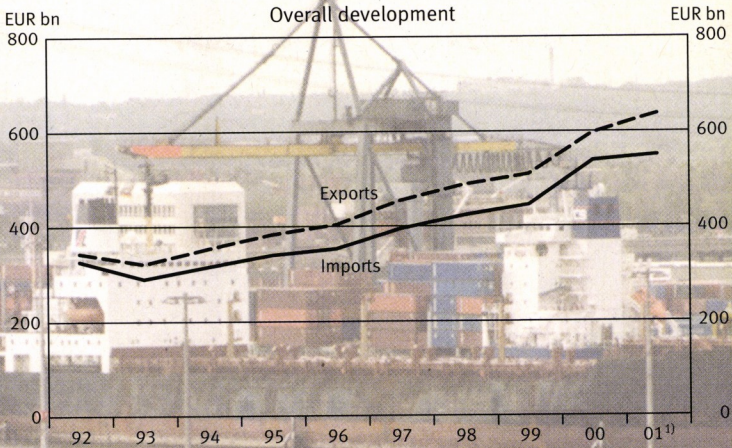 Overall development
EUR bn EUR bn
800 800
600 600
Exports
400 400
Imports
200 200
0 0
92 93 94 95 96 97 98 99 00 01¹⁾